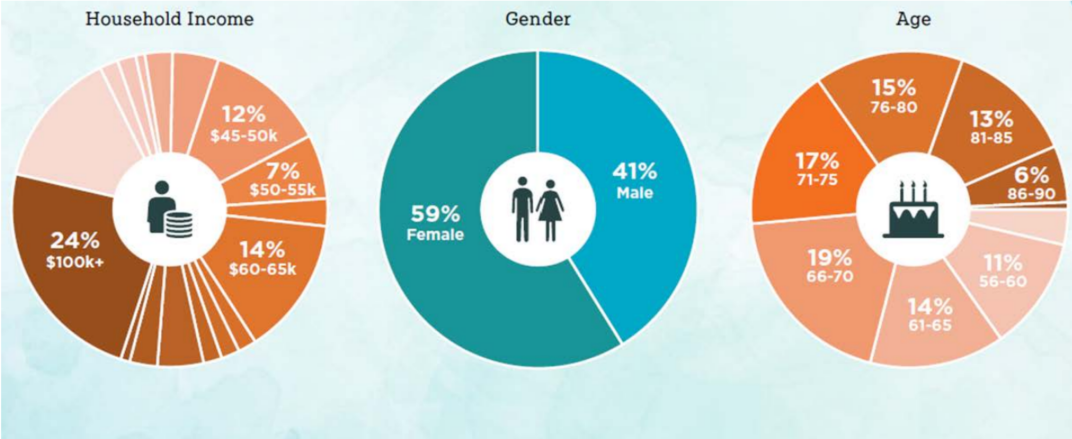 Household Income
12%
$45-50k
7%
$50-55k
14%
$60-65k
24%
$100k+
Gender
41%
Male
59%
Female
Age
15%
76-80
13%
81-85
6%
86-90
11%
56-60
14%
61-65
19%
66-70
17%
71-75